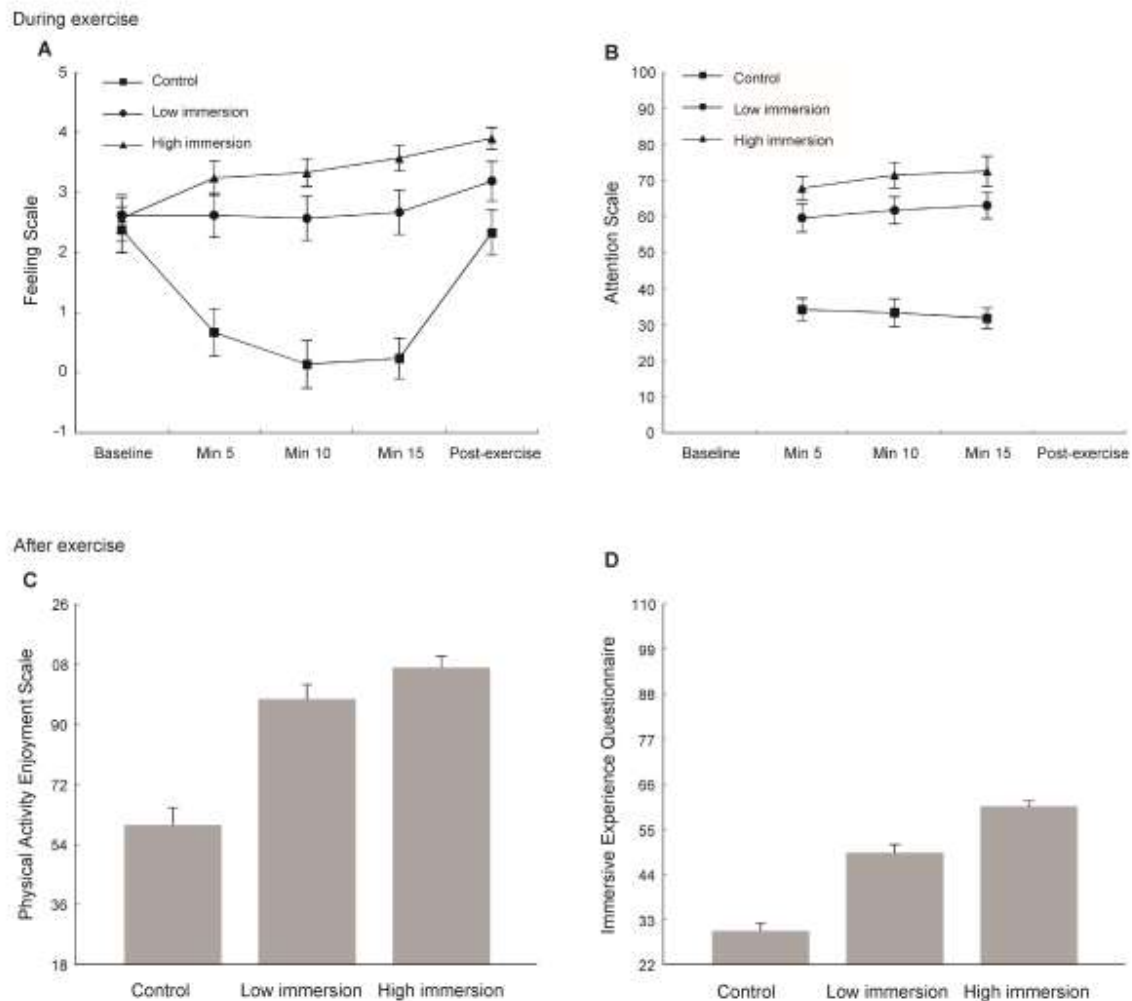 During exercise
A
5
4
3
2
1
0
-1
Feeling Scale
Control
Low immersion
High immersion
Baseline
Min 5
Min 10
Min 15
Post-exercise
B
100
90
80
70
60
50
40
30
20
10
0
Attention Scale
Control
Low immersion
High immersion
Baseline
Min 5
Min 10
Min 15
Post-exercise
After exercise
C
26
08
90
72
54
36
18
Physical Activity Enjoyment Scale
Control
Low immersion
High immersion
D
110
99
88
77
66
55
44
33
22
Immersive Experience Questionnaire
Control
Low immersion
High immersion